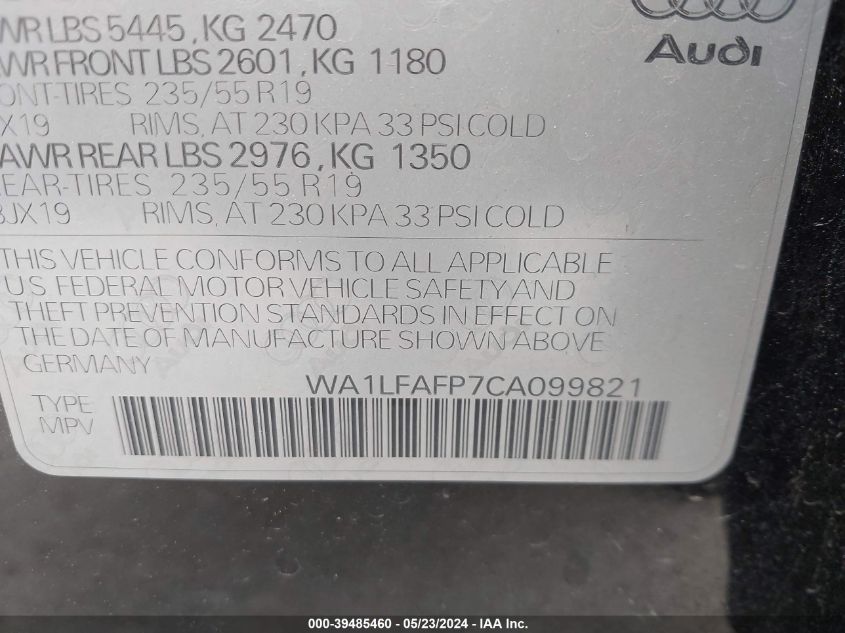 WR LBS 5445, KG 2470
Audi
AWR FRONT LBS 2601, KG 1180
ONT-TIRES 235/55 R19
X19 RIMS, AT 230 KPA 33 PSI COLD
AWR REAR LBS 2976, KG 1350
EAR-TIRES 235/55 R19
8JX19 RIMS, AT 230 KPA 33 PSI COLD
THIS VEHICLE CONFORMS TO ALL APPLICABLE
US FEDERAL MOTOR VEHICLE SAFETY AND
THEFT PREVENTION STANDARDS IN EFFECT ON
THE DATE OF MANUFACTURE SHOWN ABOVE
GERMANY
WA1LFAFP7CA099821
TYPE
MPV
000-39485460 - 05/23/2024 - IAAI, Inc.